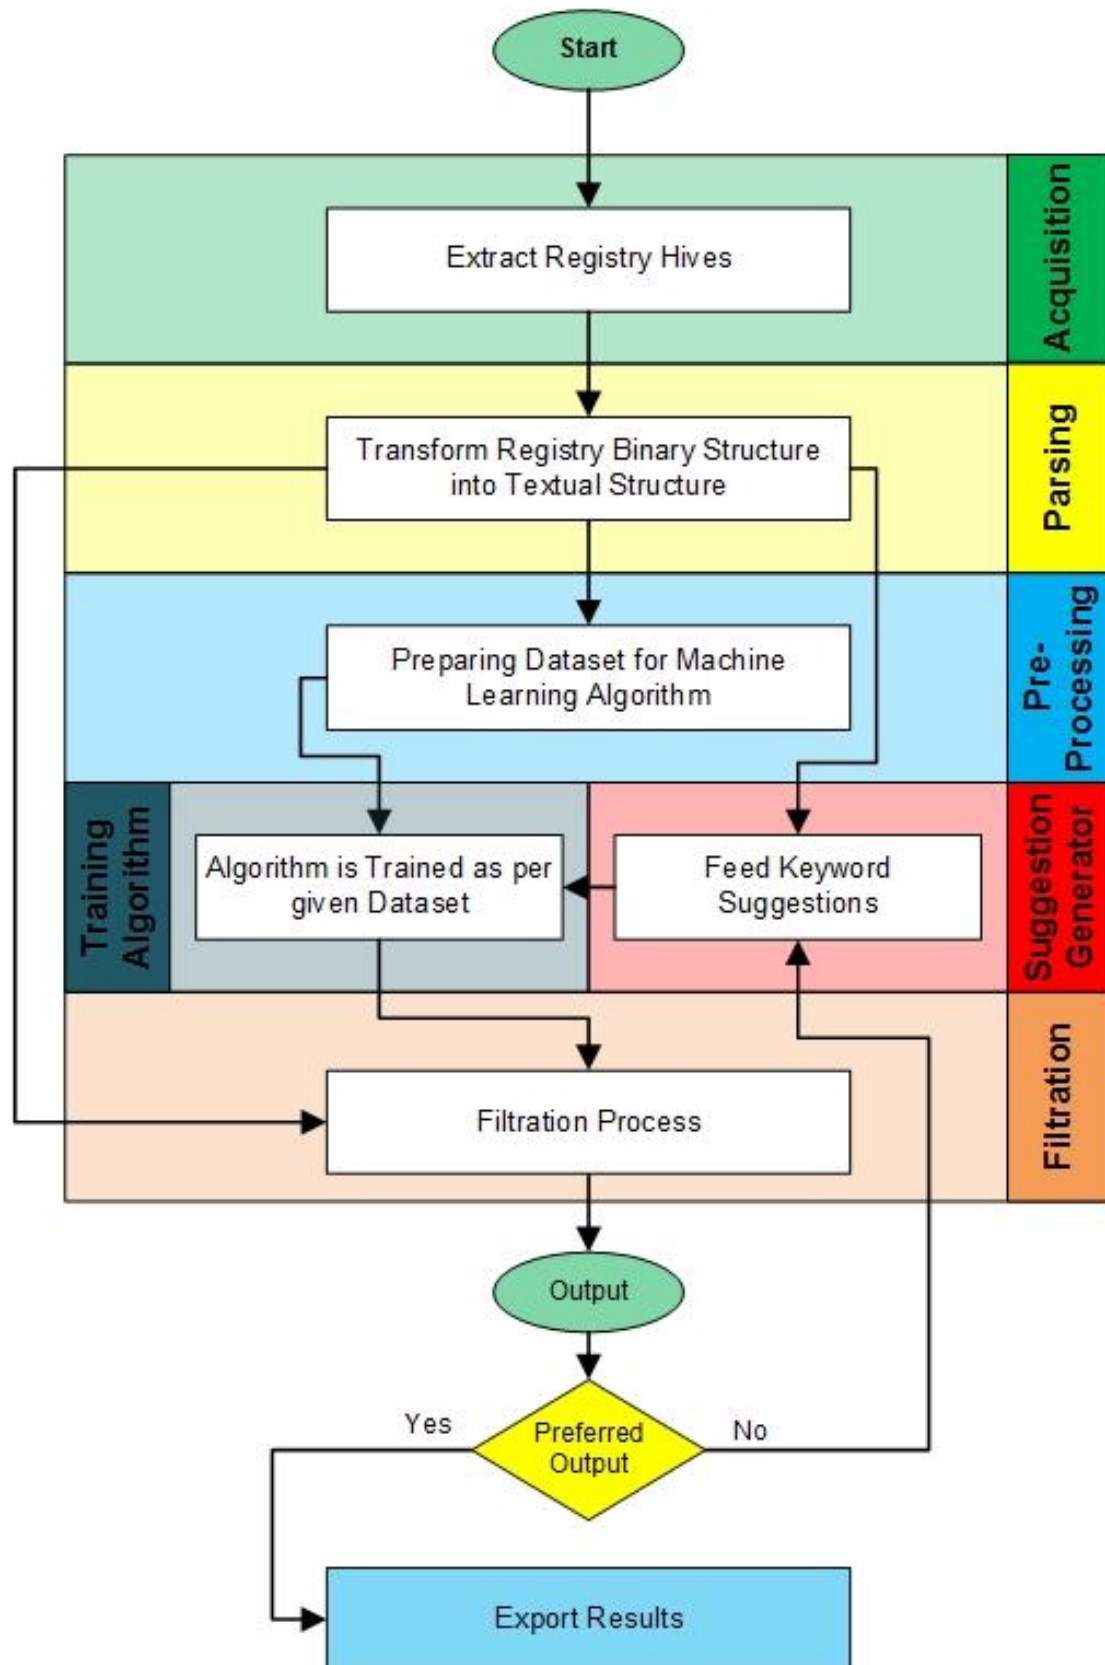 Start
Acquisition
Extract Registry Hives
Parsing
Transform Registry Binary Structure
into Textual Structure
Pre-
Processing
Preparing Dataset for Machine
Learning Algorithm
Training
Algorithm
Algorithm is Trained as per
given Dataset
Feed Keyword
Suggestions
Suggestion
Generator
Filtration
Filtration Process
Output
Yes
Preferred
Output
No
Export Results